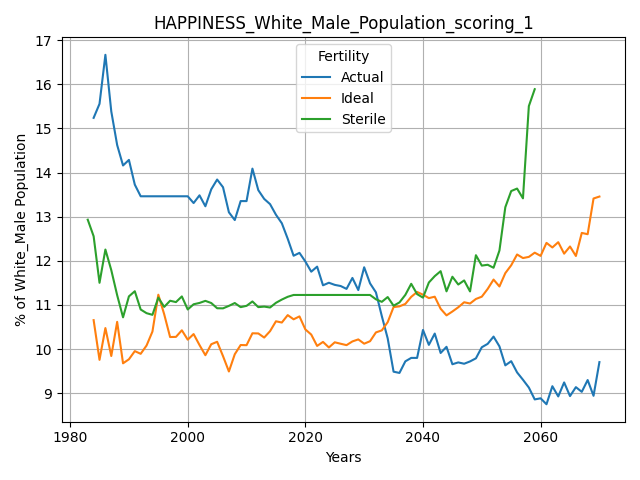 HAPPINESS_White_Male_Population_scoring_1
% of White_Male Population
17
16
15
14
13
12
11
10
9
Fertility
Actual
Ideal
Sterile
1980
2000
2020
2040
2060
Years